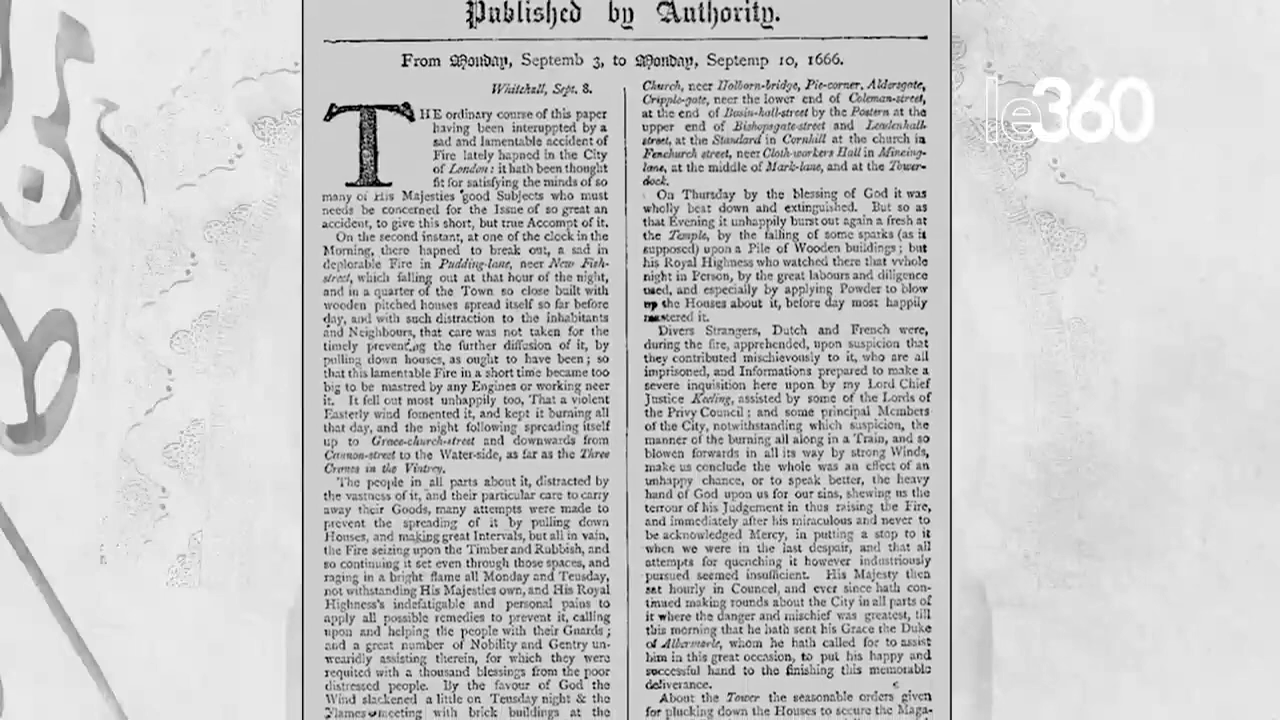 Published by Authority.
From Monday, Septemb 3, to Monday, Septemp 10, 1666.
Whitehall, Sept. 8.
THE ordinary course of this paper
having been interuppted by a
sad and lamentable accident of
Fire lately hapned in the City
of London: it hath been thought
fit for satisfying the minds of so
many of His Majesties good Subjects who must
needs be concerned for the Issue of so great an
accident, to give this short, but true Accompt of it.
On the second instant, at one of the clock in the
Morning, there hapned to break out, a sad in
deplorable Fire in Pudding-lane, neer New Fish-
street, which falling out at that hour of the night,
and in a quarter of the Town so close built with
wooden pitched houses spread itself so far before
day, and with such distraction to the inhabitants
and Neighbours, that care was not taken for the
timely preventing the further diffusion of it, by
pulling down houses, as ought to have been; so
that this lamentable Fire in a short time became too
big to be mastred by any Engines or working neer
it. It fell out most unhappily too, That a violent
Easterly wind fomented it, and kept it burning all
that day, and the night following spreading itself
up to Grace-church-street and downwards from
Cannon-street to the Water-side, as far as the Three
Cranes in the Vintrey.
The people in all parts about it, distracted by
the vastness of it, and their particular care to carry
away their Goods, many attempts were made to
prevent the spreading of it by pulling down
Houses, and making great Intervals, but all in vain,
the Fire seizing upon the Timber and Rubbish, and
so continuing it set even through those spaces, and
raging in a bright flame all Monday and Teusday,
not withstanding His Majesties own, and His Royal
Highness's indefatigable and personal pains to
apply all possible remedies to prevent it, calling
upon and helping the people with their Guards;
and a great number of Nobility and Gentry un-
weariedly assisting therein, for which they were
requited with a thousand blessings from the poor
distressed people. By the favour of God the
Wind slackened a little on Teusday night & the
Flames meeting with brick buildings at the
Church, neer Holborn-bridge, Pie-corner, Aldersgate,
Cripple-gate, neer the lower end of Coleman-street,
at the end of Basin-hall-street by the Postern at the
upper end of Bishopsgate-street and Leadenhall-
street, at the Standard in Cornhill at the church in
Fenchurch street, neer Cloth-workers Hall in Mincing-
lane, at the middle of Mark-lane, and at the Tower-
dock.
On Thursday by the blessing of God it was
wholly beat down and extinguished. But so as
that Evening it unhappily burst out again a fresh at
the Temple, by the falling of some sparks (as it
supposed) upon a Pile of Wooden buildings; but
his Royal Highness who watched there that vvhole
night in Person, by the great labours and diligence
used, and especially by applying Powder to blow
up the Houses about it, before day most happily
mastered it.
Divers Strangers, Dutch and French were,
during the fire, apprehended, upon suspicion that
they contributed mischievously to it, who are all
imprisoned, and Informations prepared to make a
severe inquisition here upon by my Lord Chief
Justice Keeling, assisted by some of the Lords of
the Privy Council; and some principal Members
of the City, notwithstanding which suspicion, the
manner of the burning all along in a Train, and so
blowen forwards in all its way by strong Winds,
make us conclude the whole was an effect of an
unhappy chance, or to speak better, the heavy
hand of God upon us for our sins, shewing us the
terrour of his Judgement in thus raising the Fire,
and immediately after his miraculous and never to
be acknowledged Mercy, in putting a stop to it
when we were in the last despair, and that all
attempts for quenching it however industriously
pursued seemed insufficient. His Majesty then
sat hourly in Councel, and ever since hath con-
tinued making rounds about the City in all parts of
it where the danger and mischief was greatest, till
this morning that he hath sent his Grace the Duke
of Albermarle, whom he hath called for to assist
him in this great occasion, to put his happy and
successful hand to the finishing this memorable
deliverance.
About the Tower the seasonable orders given
for plucking down the Houses to secure the Maga-
le360